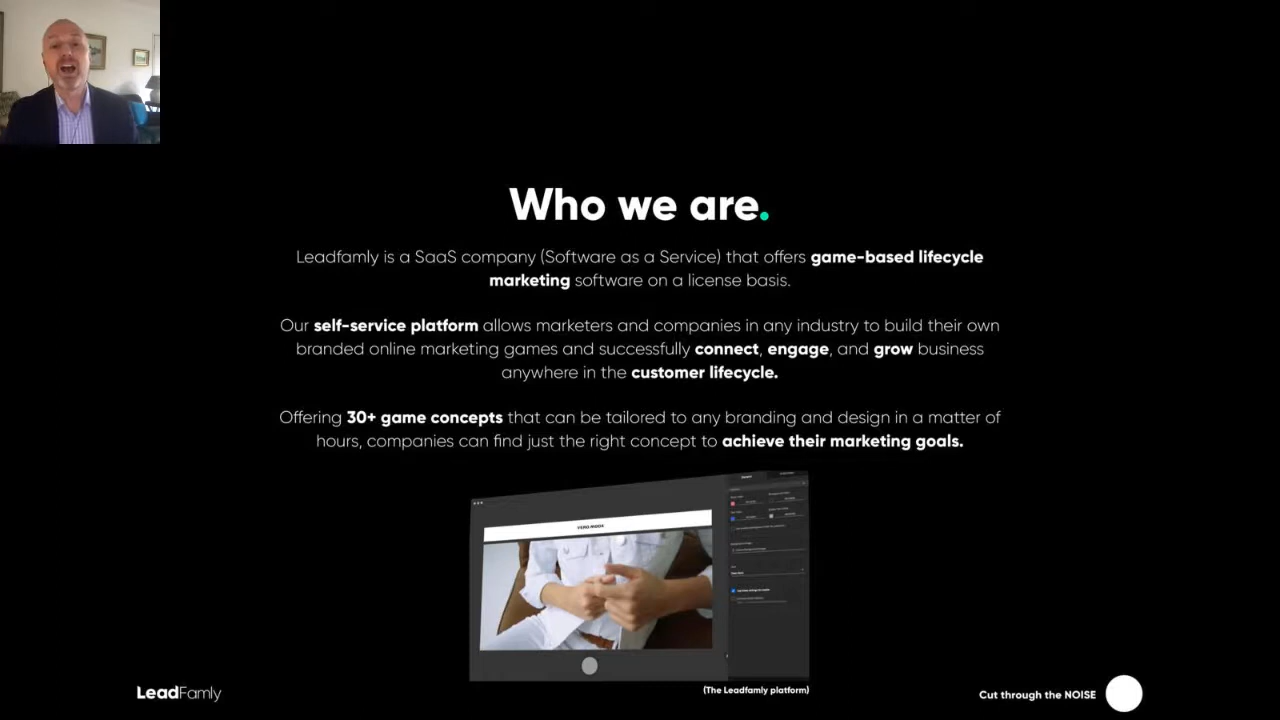 Who we are.
Leadfamly is a SaaS company (Software as a Service) that offers game-based lifecycle
marketing software on a license basis.
Our self-service platform allows marketers and companies in any industry to build their own
branded online marketing games and successfully connect, engage, and grow business
anywhere in the customer lifecycle.
Offering 30+ game concepts that can be tailored to any branding and design in a matter of
hours, companies can find just the right concept to achieve their marketing goals.
VERO MODA
(The Leadfamly platform)
LeadFamly
Cut through the NOISE